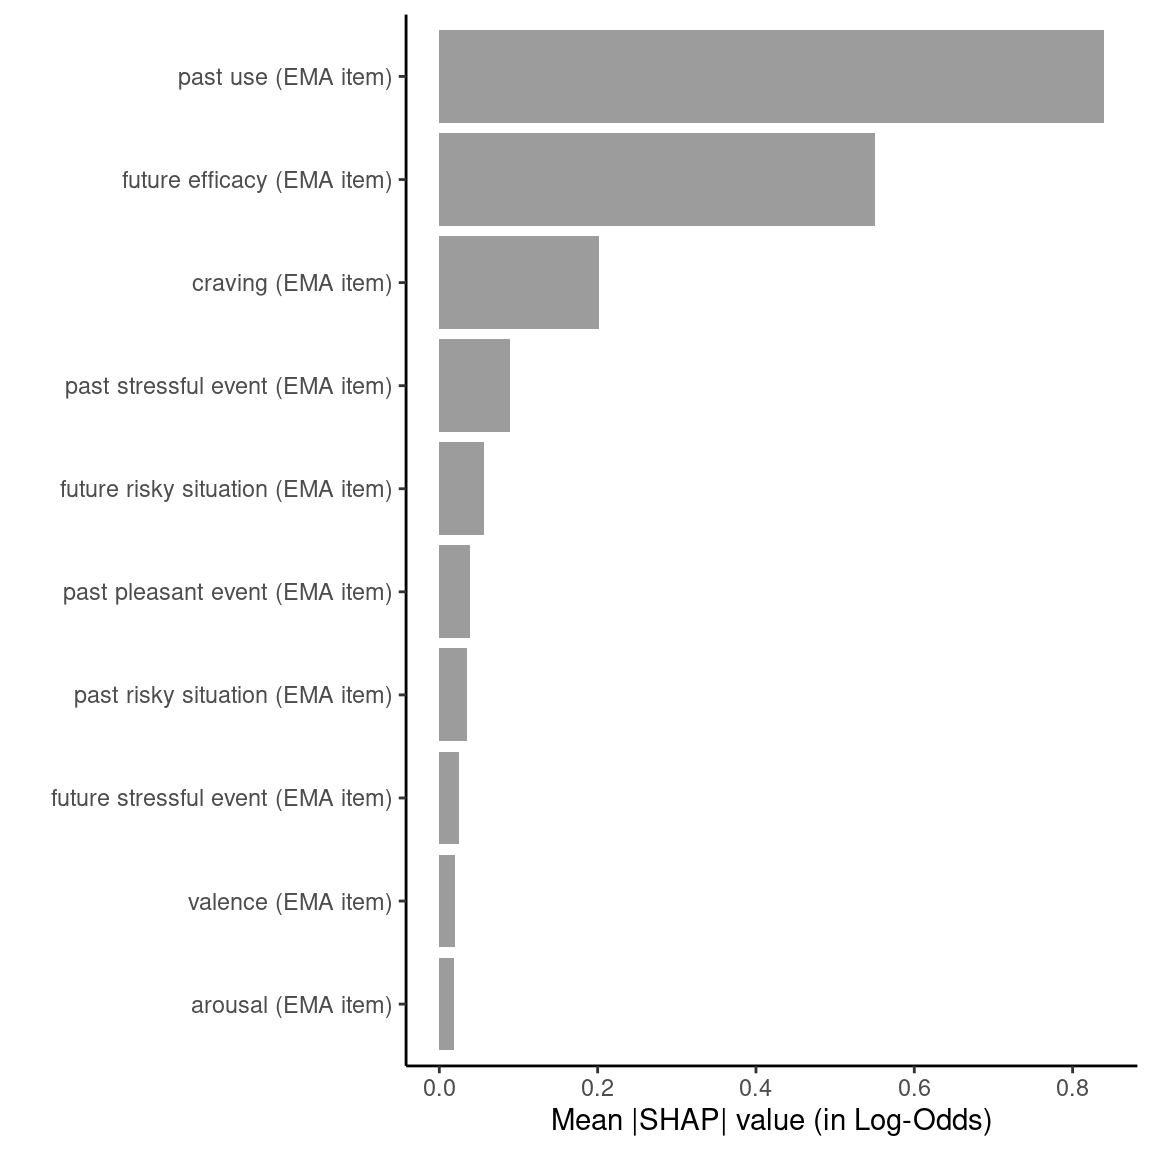 past use (EMA item)
future efficacy (EMA item)
craving (EMA item)
past stressful event (EMA item)
future risky situation (EMA item)
past pleasant event (EMA item)
past risky situation (EMA item)
future stressful event (EMA item)
valence (EMA item)
arousal (EMA item)
0.0 0.2 0.4 0.6 0.8
Mean |SHAP| value (in Log-Odds)